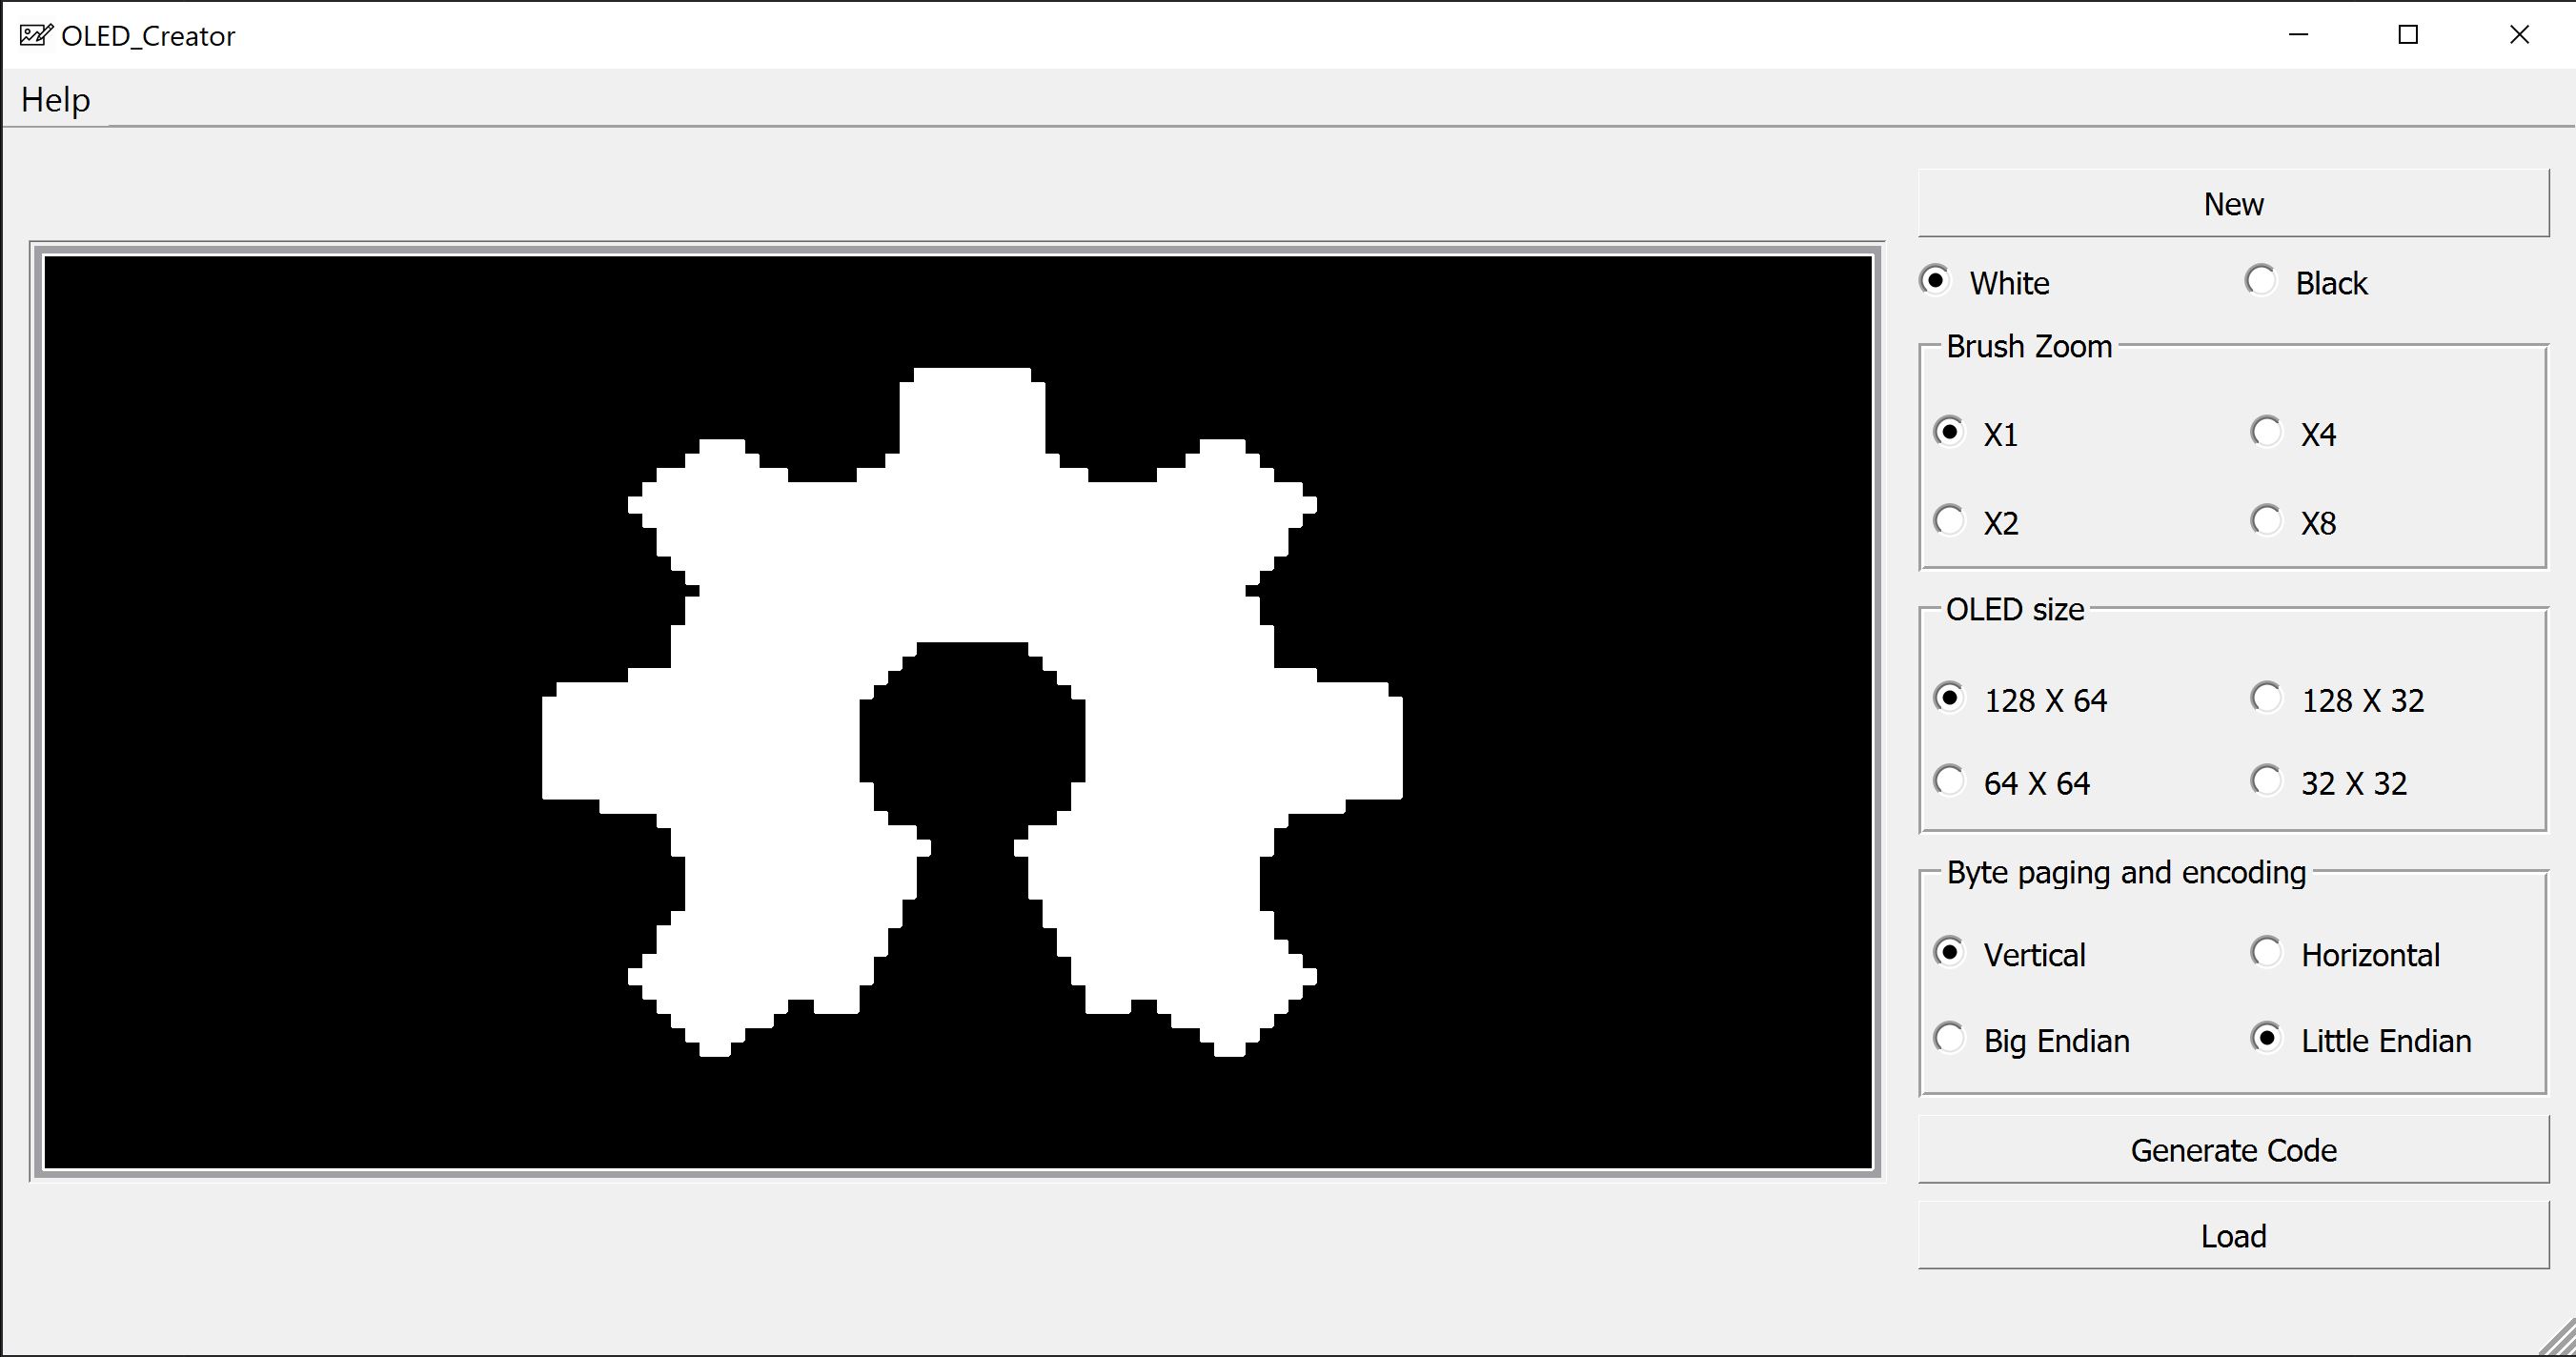 OLED_Creator
Help
New
White Black
Brush Zoom
X1 X4
X2 X8
OLED size
128 X 64 128 X 32
64 X 64 32 X 32
Byte paging and encoding
Vertical Horizontal
Big Endian Little Endian
Generate Code
Load